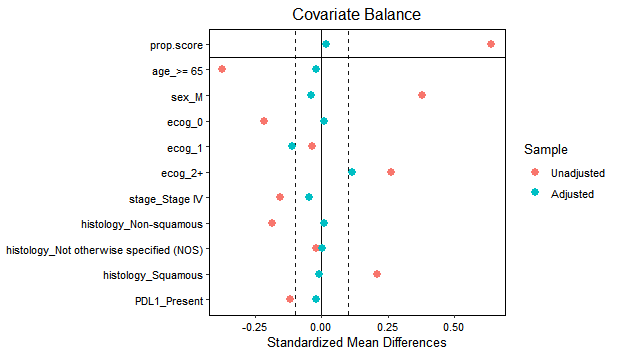 Covariate Balance
prop.score
age_>= 65
sex_M
ecog_0
ecog_1
ecog_2+
stage_Stage IV
histology_Non-squamous
histology_Not otherwise specified (NOS)
histology_Squamous
PDL1_Present
-0.25 0.00 0.25 0.50
Standardized Mean Differences
Sample
Unadjusted
Adjusted